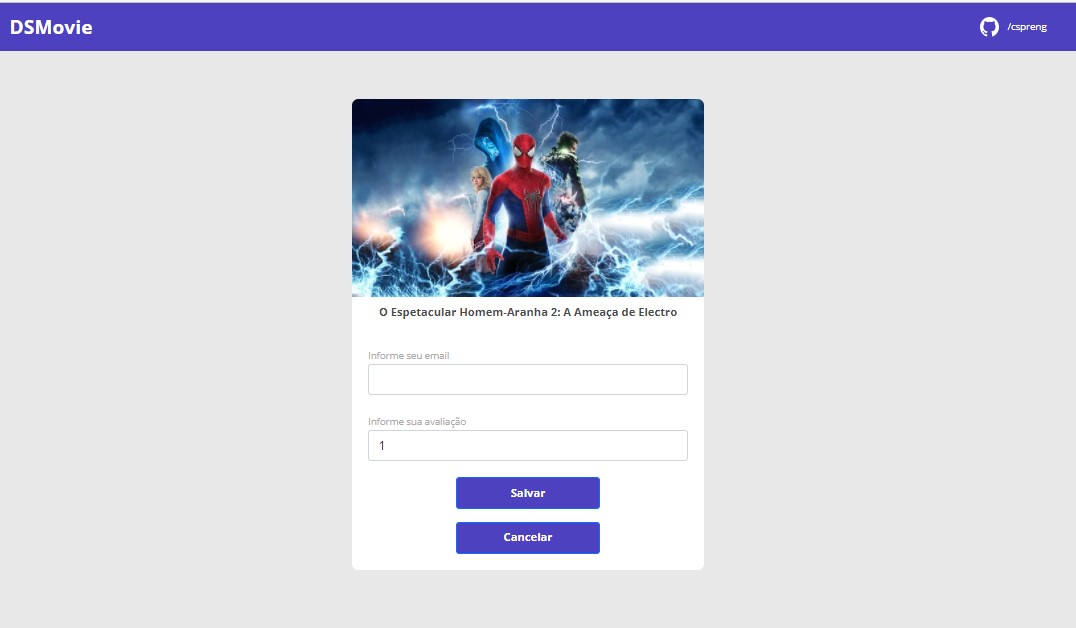 DSMovie
/cspreng
O Espetacular Homem-Aranha 2: A Ameaça de Electro
Informe seu email
Informe sua avaliação
1
Salvar
Cancelar